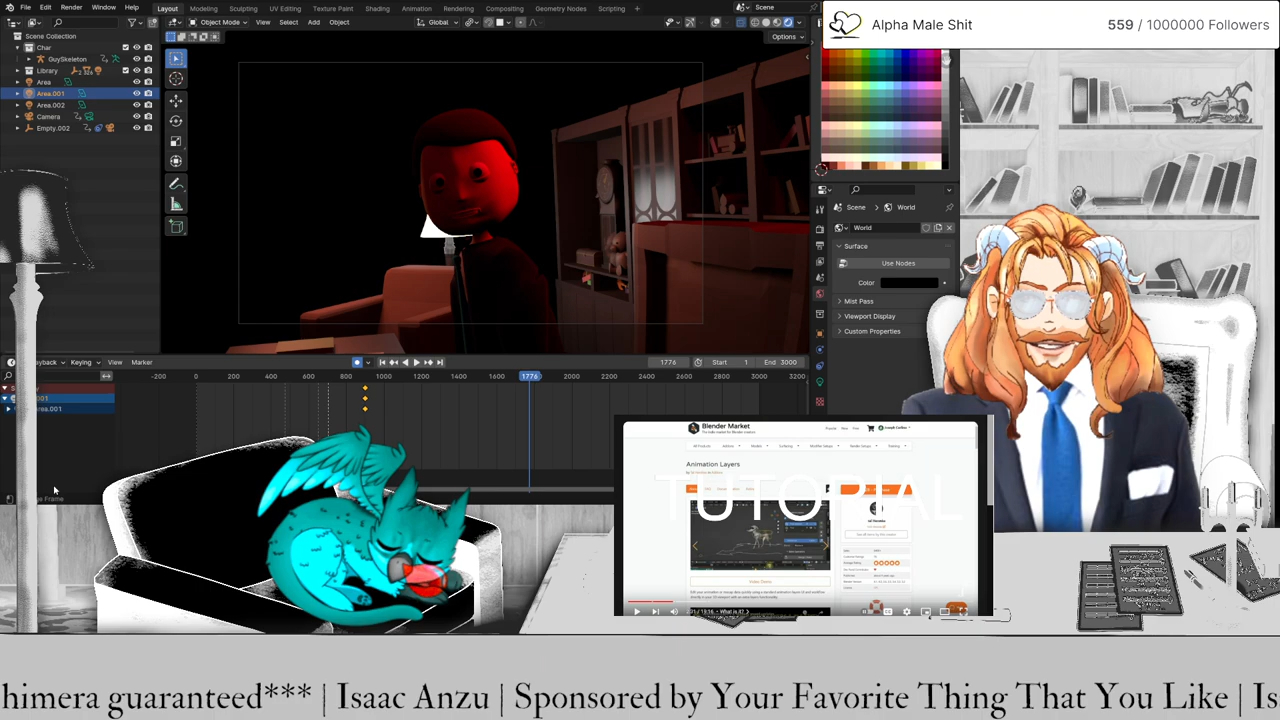 File Edit Render Window Help Layout Modeling Sculpting UV Editing Texture Paint Shading Animation Rendering Compositing Geometry Nodes Scripting Scene
Object Mode View Select Add Object Global
Options
Scene Collection
Char
GuySkeleton
Library
Area
Area.001
Area.002
Camera
Empty.002
Alpha Male Shit 559 / 1000000 Followers
Scene World
World
Surface
Use Nodes
Color
Mist Pass
Viewport Display
Custom Properties
Keying View Marker 1776 Start 1 End 3000
-200 0 200 400 600 800 1000 1200 1400 1600 1776 2000 2200 2400 2600 2800 3000 3200
Blender Market
Animation Layers
TUTORIAL
What is it?
himera guaranteed*** | Isaac Anzu | Sponsored by Your Favorite Thing That You Like | Is